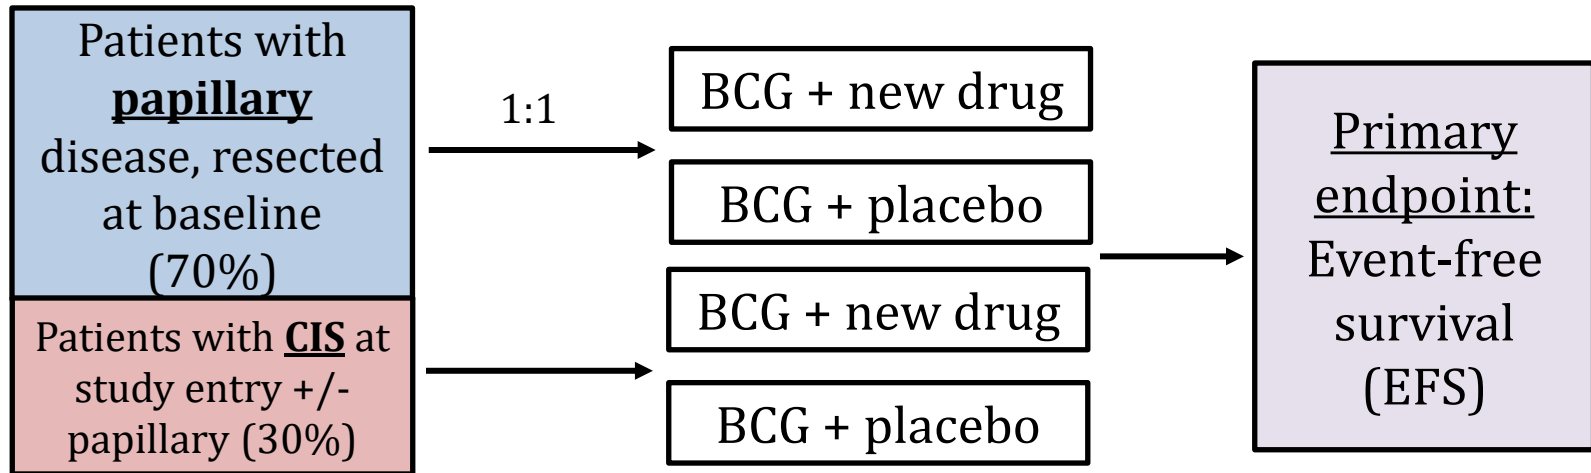 Patients with
papillary
disease, resected
at baseline
(70%)
Patients with CIS at
study entry +/-
papillary (30%)
1:1
BCG + new drug
BCG + placebo
BCG + new drug
BCG + placebo
Primary
endpoint:
Event-free
survival
(EFS)